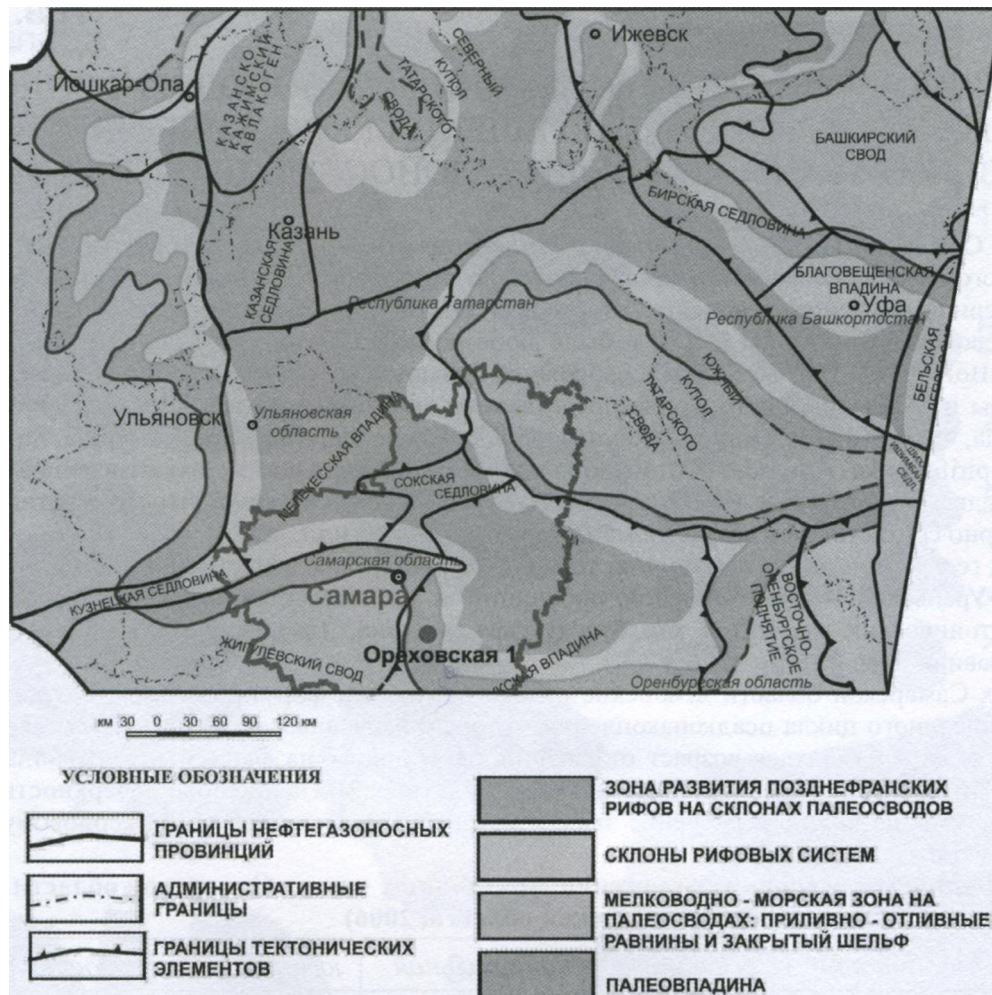 Ижевск
Йошкар-Ола
КАЗАНСКО
КАЖИМСКИЙ
АВЛАКОГЕН
СЕВЕРНЫЙ
КУПОЛ
ТАТАРСКОГО
СВОДА
БАШКИРСКИЙ
СВОД
БИРСКАЯ СЕДЛОВИНА
Казань
КАЗАНСКАЯ
СЕДЛОВИНА
БЛАГОВЕЩЕНСКАЯ
ВПАДИНА
Уфа
Республика Татарстан
Республика Башкортостан
БЕЛЬСКАЯ
ЮЖНЫЙ
КУПОЛ
ТАТАРСКОГО
СВОДА
Ульяновск
Ульяновская
область
МЕЛЕКЕССКАЯ ВПАДИНА
СОКСКАЯ
СЕДЛОВИНА
Самарская область
КУЗНЕЦКАЯ СЕДЛОВИНА
Самара
ЖИГУЛЁВСКИЙ СВОД
Ореховская 1
СКАЯ ВПАДИНА
ВОСТОЧНО-
ОРЕНБУРГСКОЕ
ПОДНЯТИЕ
Оренбургская область
км 30 0 30 60 90 120 км
УСЛОВНЫЕ ОБОЗНАЧЕНИЯ
ГРАНИЦЫ НЕФТЕГАЗОНОСНЫХ
ПРОВИНЦИЙ
АДМИНИСТРАТИВНЫЕ
ГРАНИЦЫ
ГРАНИЦЫ ТЕКТОНИЧЕСКИХ
ЭЛЕМЕНТОВ
ЗОНА РАЗВИТИЯ ПОЗДНЕФРАНСКИХ
РИФОВ НА СКЛОНАХ ПАЛЕОСВОДОВ
СКЛОНЫ РИФОВЫХ СИСТЕМ
МЕЛКОВОДНО - МОРСКАЯ ЗОНА НА
ПАЛЕОСВОДАХ: ПРИЛИВНО - ОТЛИВНЫЕ
РАВНИНЫ И ЗАКРЫТЫЙ ШЕЛЬФ
ПАЛЕОВПАДИНА